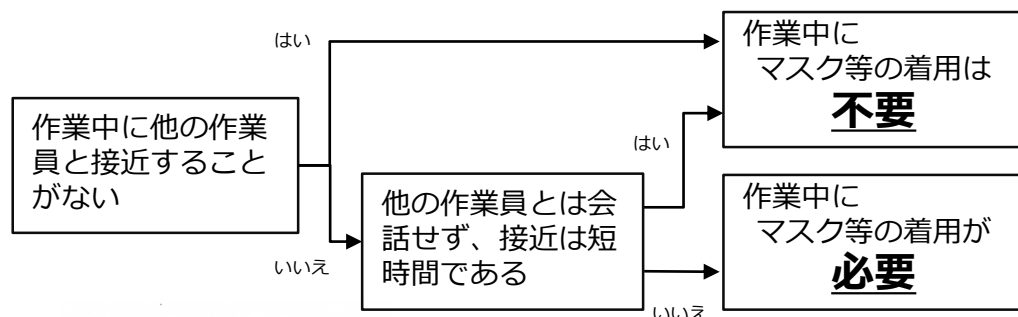 はい
作業中に
マスク等の着用は
不要
作業中に他の作業
員と接近すること
がない
はい
いいえ
他の作業員とは会
話せず、接近は短
時間である
作業中に
マスク等の着用が
必要
いいえ